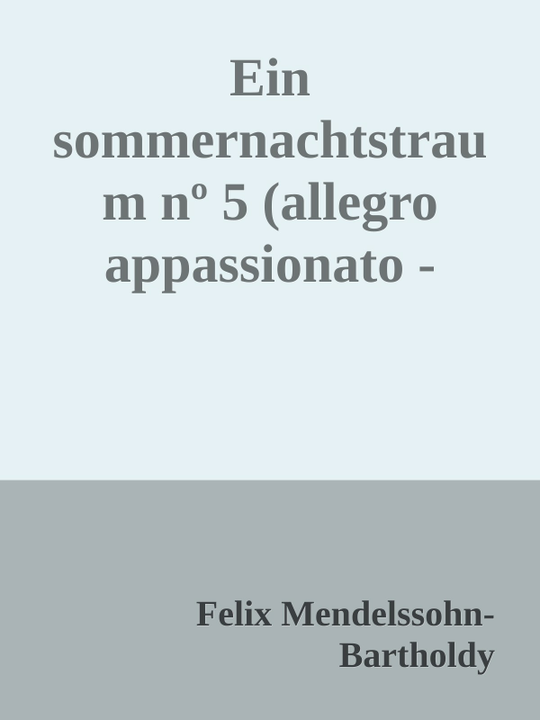 Ein
sommernachtstrau
m nº 5 (allegro
appassionato -
Felix Mendelssohn-
Bartholdy